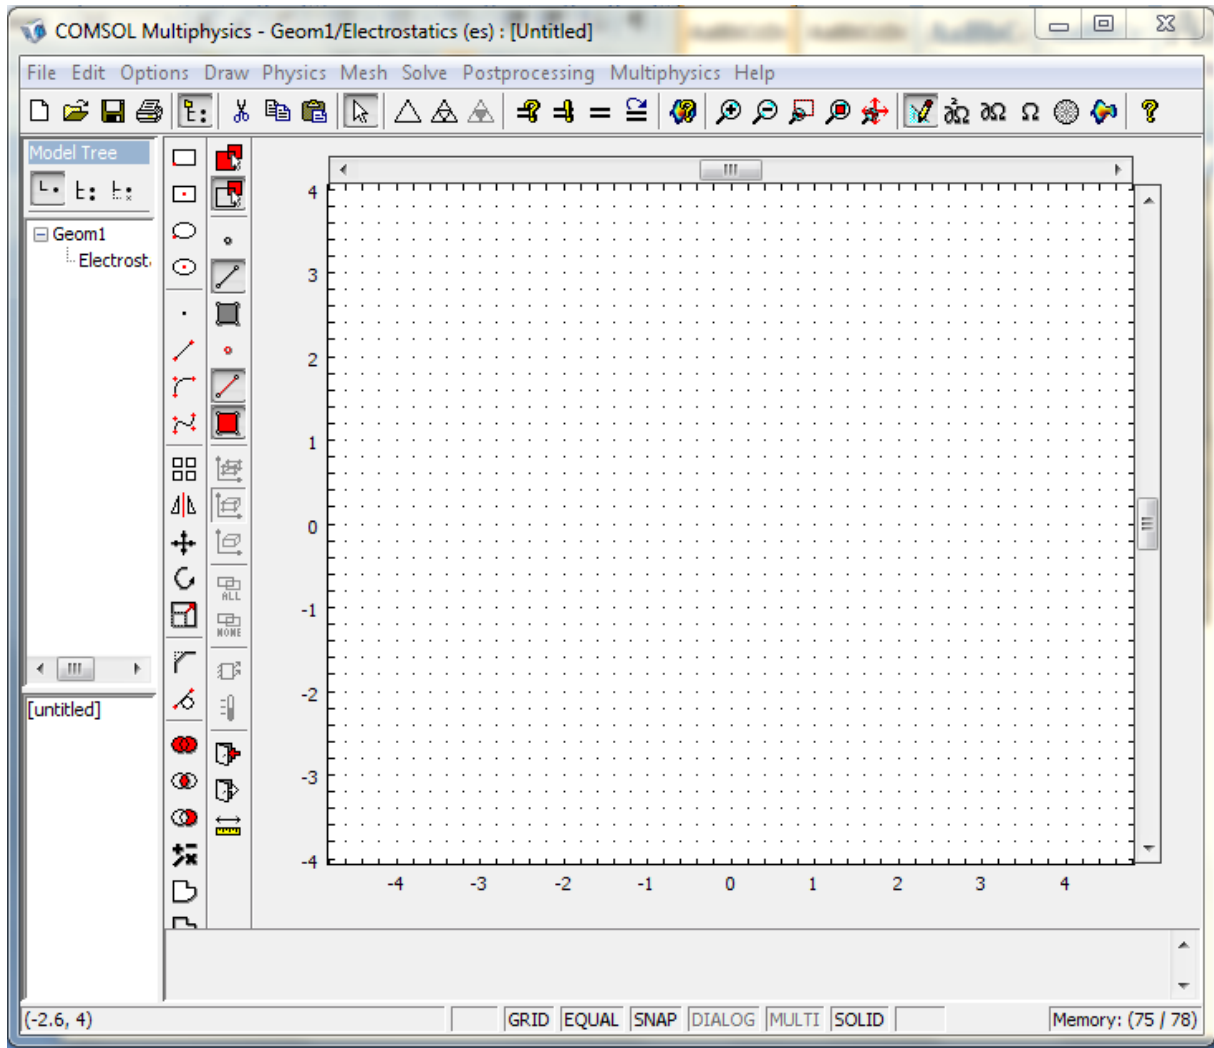 COMSOL Multiphysics - Geom1/Electrostatics (es) : [Untitled]
File Edit Options Draw Physics Mesh Solve Postprocessing Multiphysics Help
∂Ω ∂Ω Ω ?
Model Tree
Geom1
Electrost
ALL
NONE
[untitled]
4
3
2
1
0
-1
-2
-3
-4
-4 -3 -2 -1 0 1 2 3 4
(-2.6, 4) GRID EQUAL SNAP DIALOG MULTI SOLID Memory: (75 / 78)